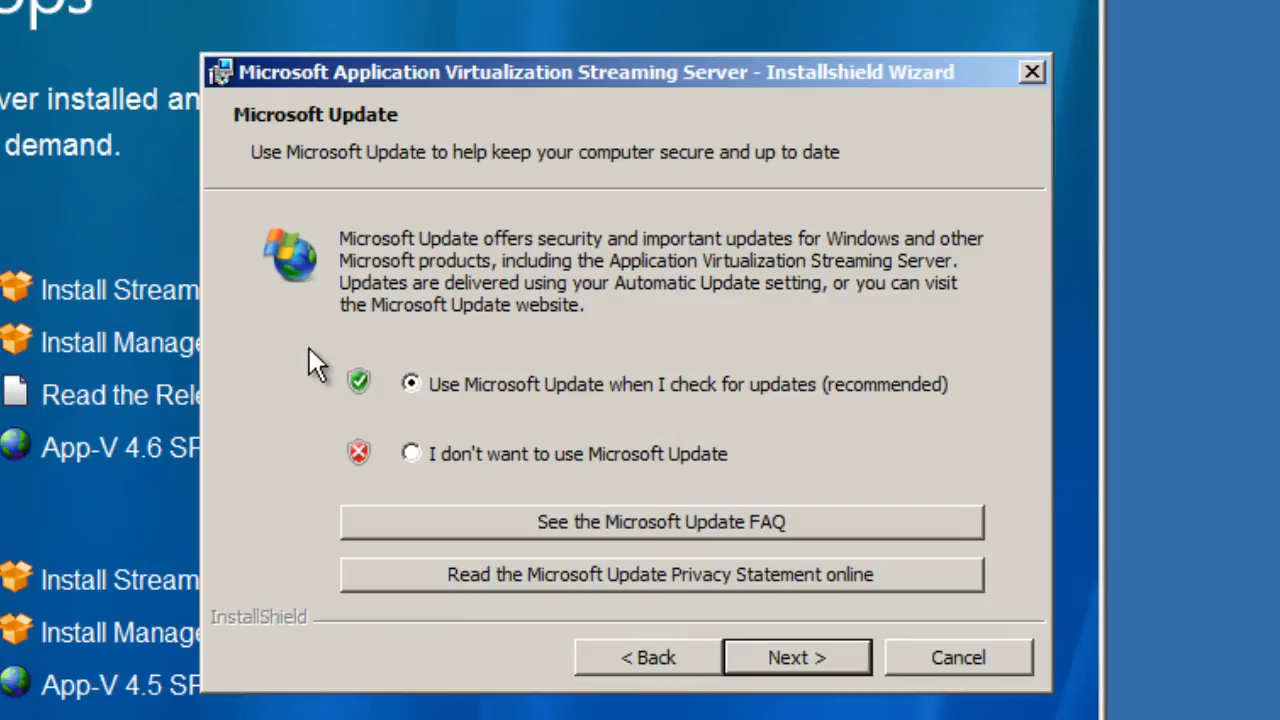 Microsoft Application Virtualization Streaming Server - Installshield Wizard
Microsoft Update
Use Microsoft Update to help keep your computer secure and up to date
ver installed an
demand.
Microsoft Update offers security and important updates for Windows and other
Microsoft products, including the Application Virtualization Streaming Server.
Updates are delivered using your Automatic Update setting, or you can visit
the Microsoft Update website.
Install Stream
Install Manage
Read the Rele
App-V 4.6 SP
Use Microsoft Update when I check for updates (recommended)
I don't want to use Microsoft Update
See the Microsoft Update FAQ
Read the Microsoft Update Privacy Statement online
Install Stream
Install Manage
App-V 4.5 SP
InstallShield
< Back
Next >
Cancel